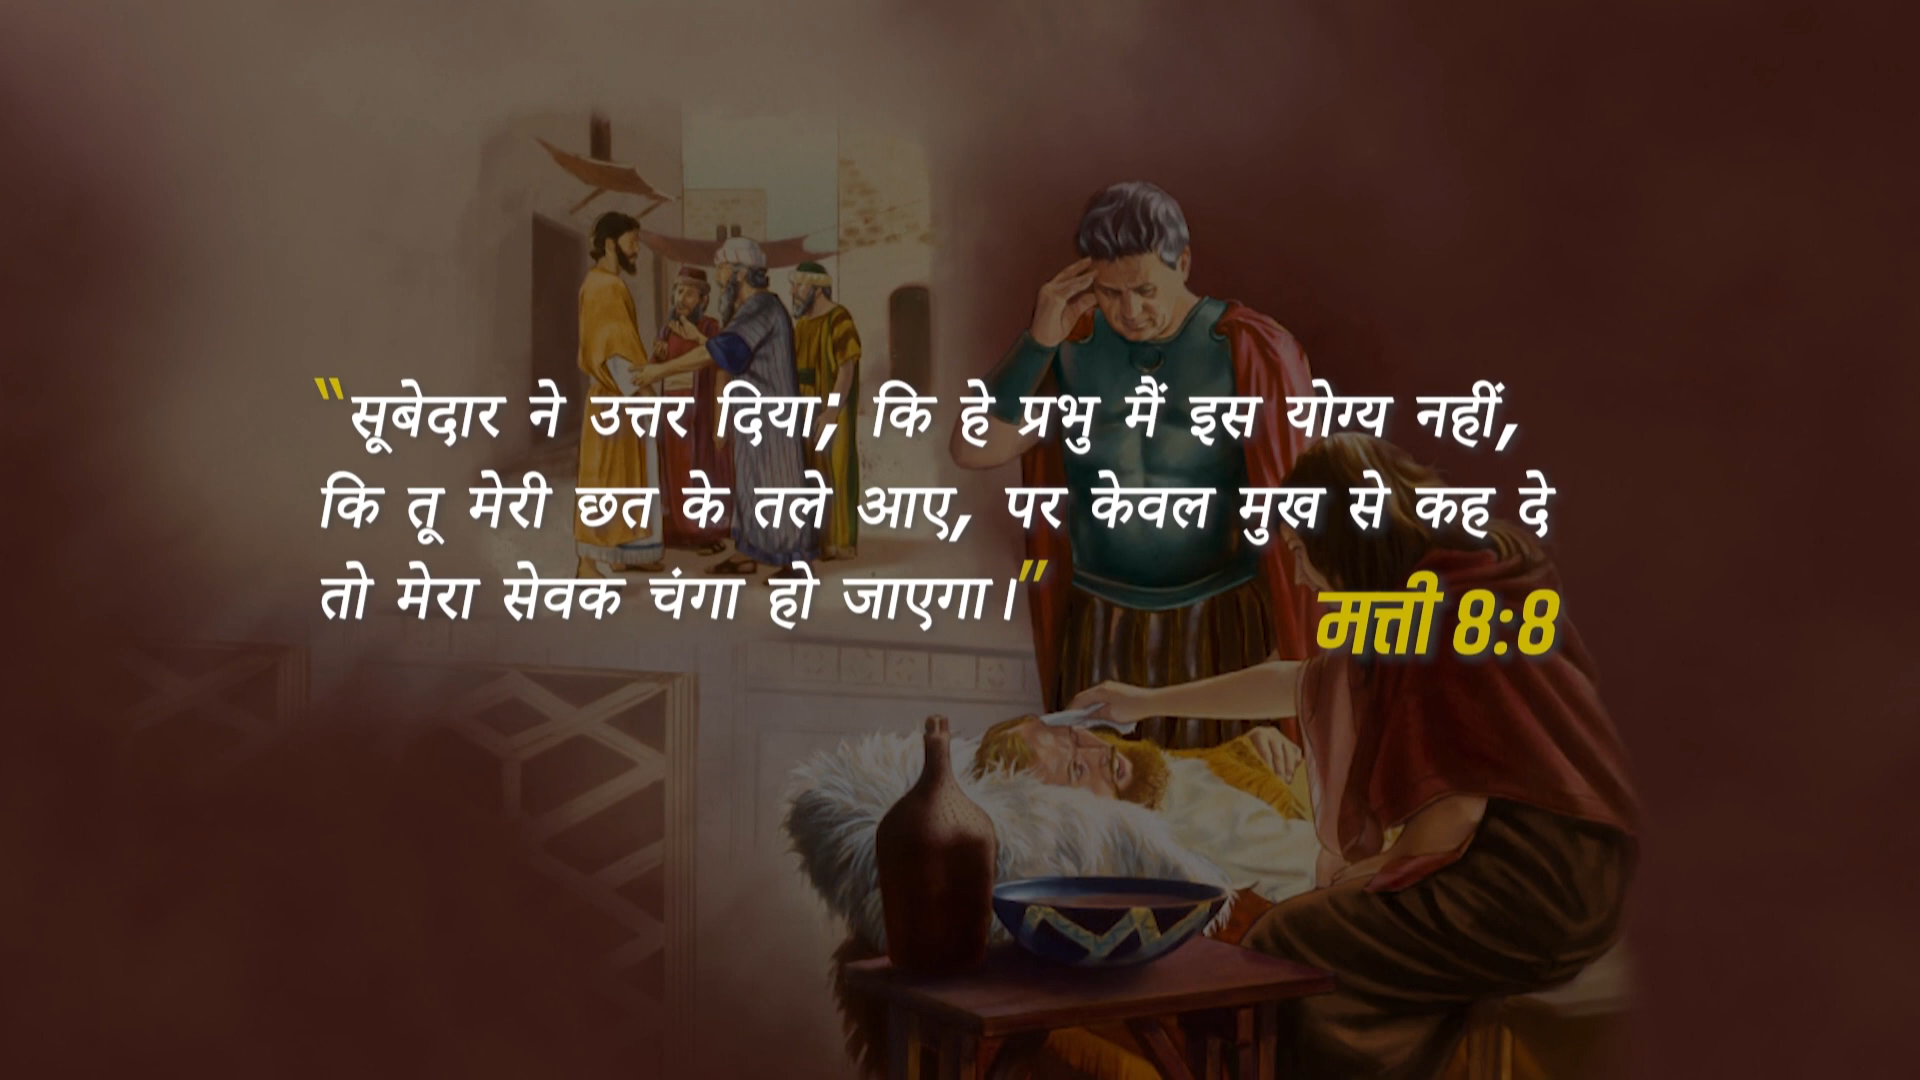 "सूबेदार ने उत्तर दिया; कि हे प्रभु मैं इस योग्य नहीं,
कि तू मेरी छत के तले आए, पर केवल मुख से कह दे
तो मेरा सेवक चंगा हो जाएगा।"
मत्ती 8:8